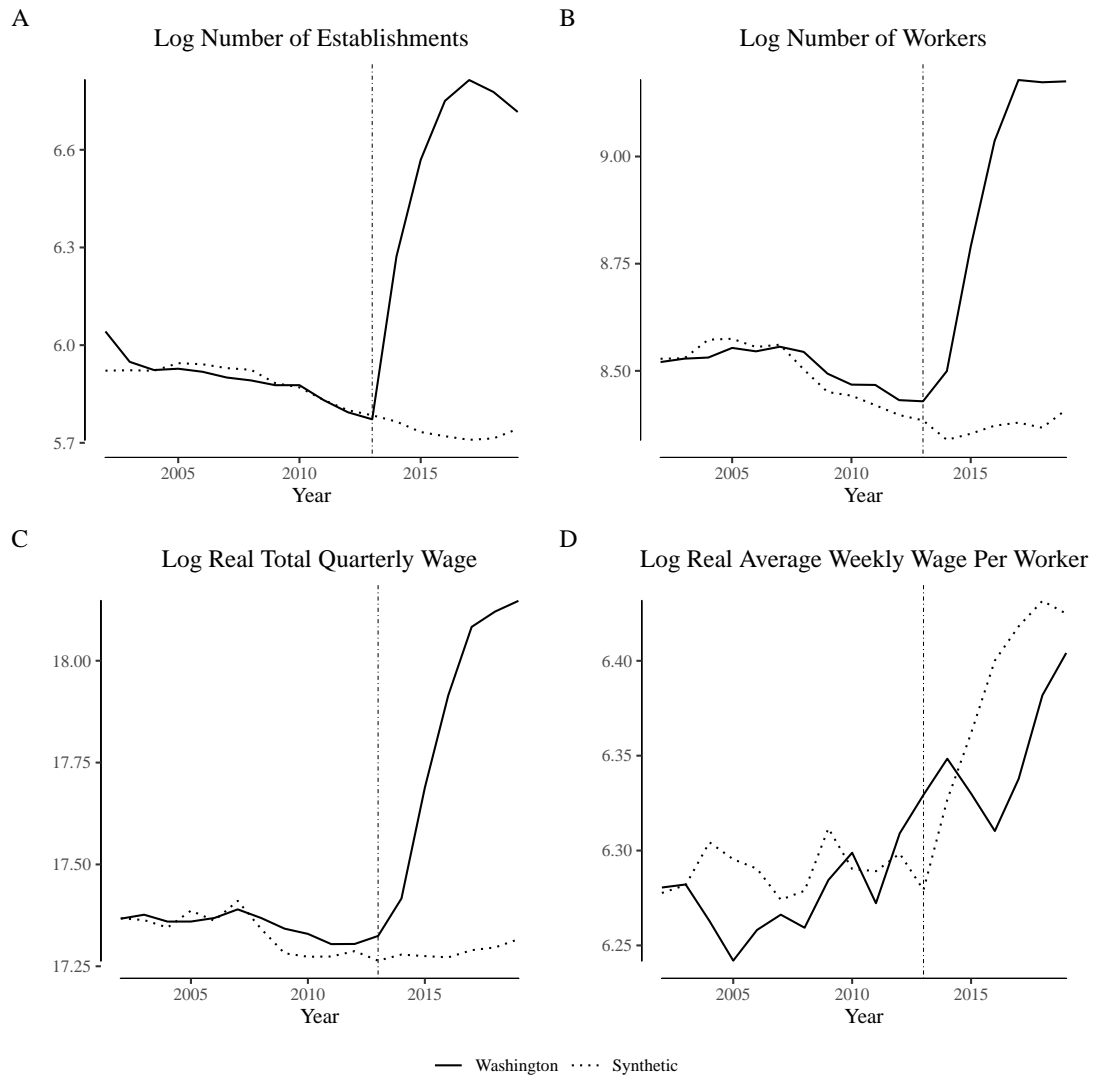 A
Log Number of Establishments
6.6
6.3
6.0
5.7
2005 2010 2015
Year
B
Log Number of Workers
9.00
8.75
8.50
2005 2010 2015
Year
C
Log Real Total Quarterly Wage
18.00
17.75
17.50
17.25
2005 2010 2015
Year
D
Log Real Average Weekly Wage Per Worker
6.40
6.35
6.30
6.25
2005 2010 2015
Year
Washington Synthetic